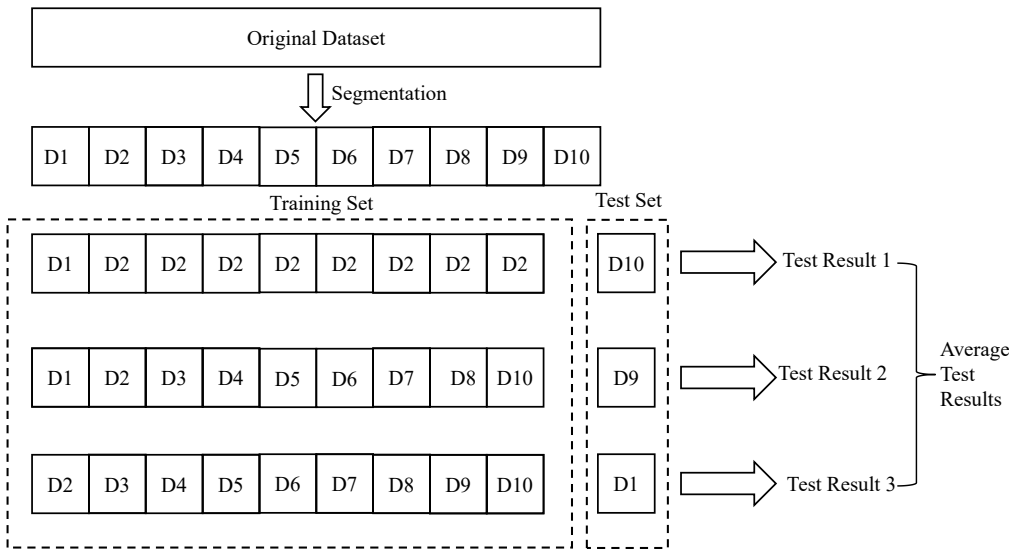 Original Dataset
Segmentation
D1 D2 D3 D4 D5 D6 D7 D8 D9 D10
Training Set Test Set
D1 D2 D2 D2 D2 D2 D2 D2 D2 D10 Test Result 1
D1 D2 D3 D4 D5 D6 D7 D8 D10 D9 Test Result 2
D2 D3 D4 D5 D6 D7 D8 D9 D10 D1 Test Result 3
Average
Test
Results